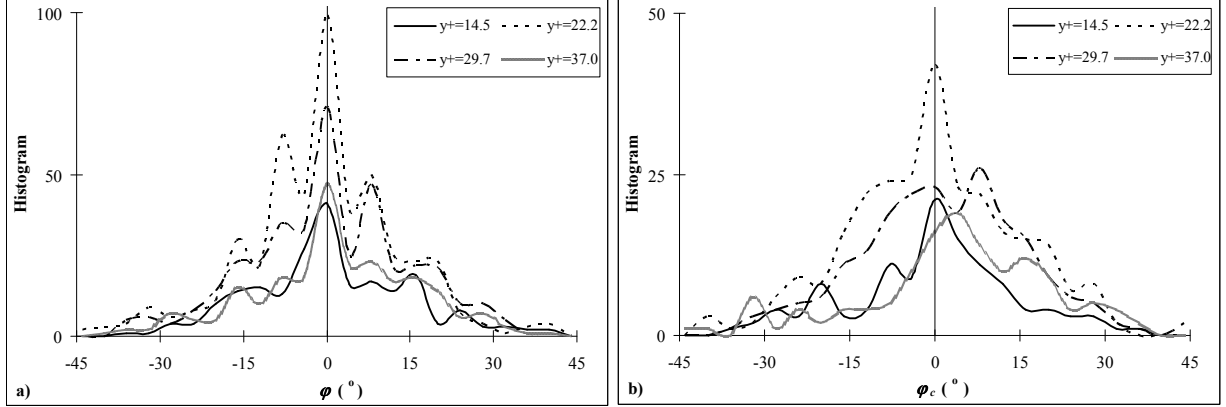 100
50
0
Histogram
y+=14.5
y+=22.2
y+=29.7
y+=37.0
-45
-30
-15
0
15
30
45
a)
φ ( º )
50
25
0
Histogram
y+=14.5
y+=22.2
y+=29.7
y+=37.0
-45
-30
-15
0
15
30
45
b)
φc ( º )